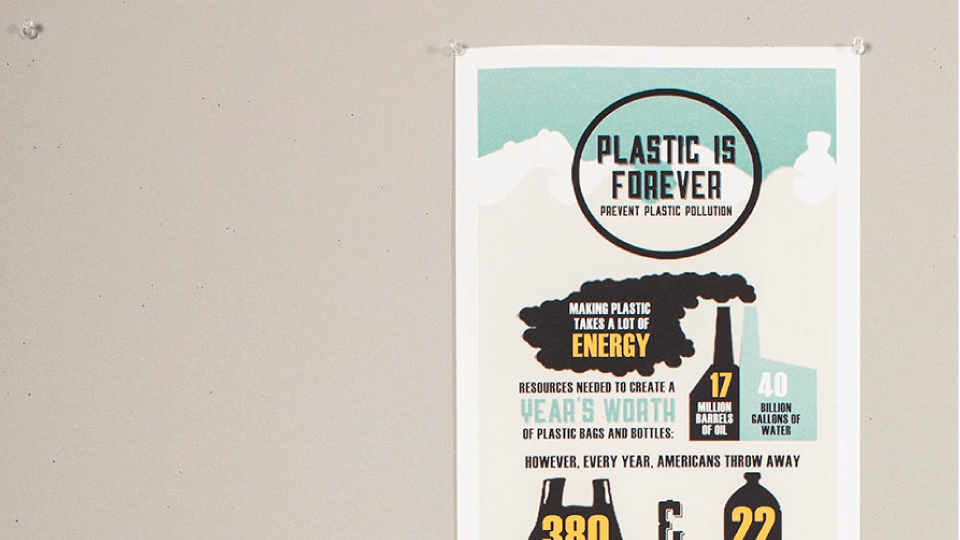 PLASTIC IS
FOREVER
PREVENT PLASTIC POLLUTION
MAKING PLASTIC
TAKES A LOT OF
ENERGY
RESOURCES NEEDED TO CREATE A
YEAR'S WORTH
OF PLASTIC BAGS AND BOTTLES:
17
MILLION
BARRELS
OF OIL
40
BILLION
GALLONS OF
WATER
HOWEVER, EVERY YEAR, AMERICANS THROW AWAY
380
&
22